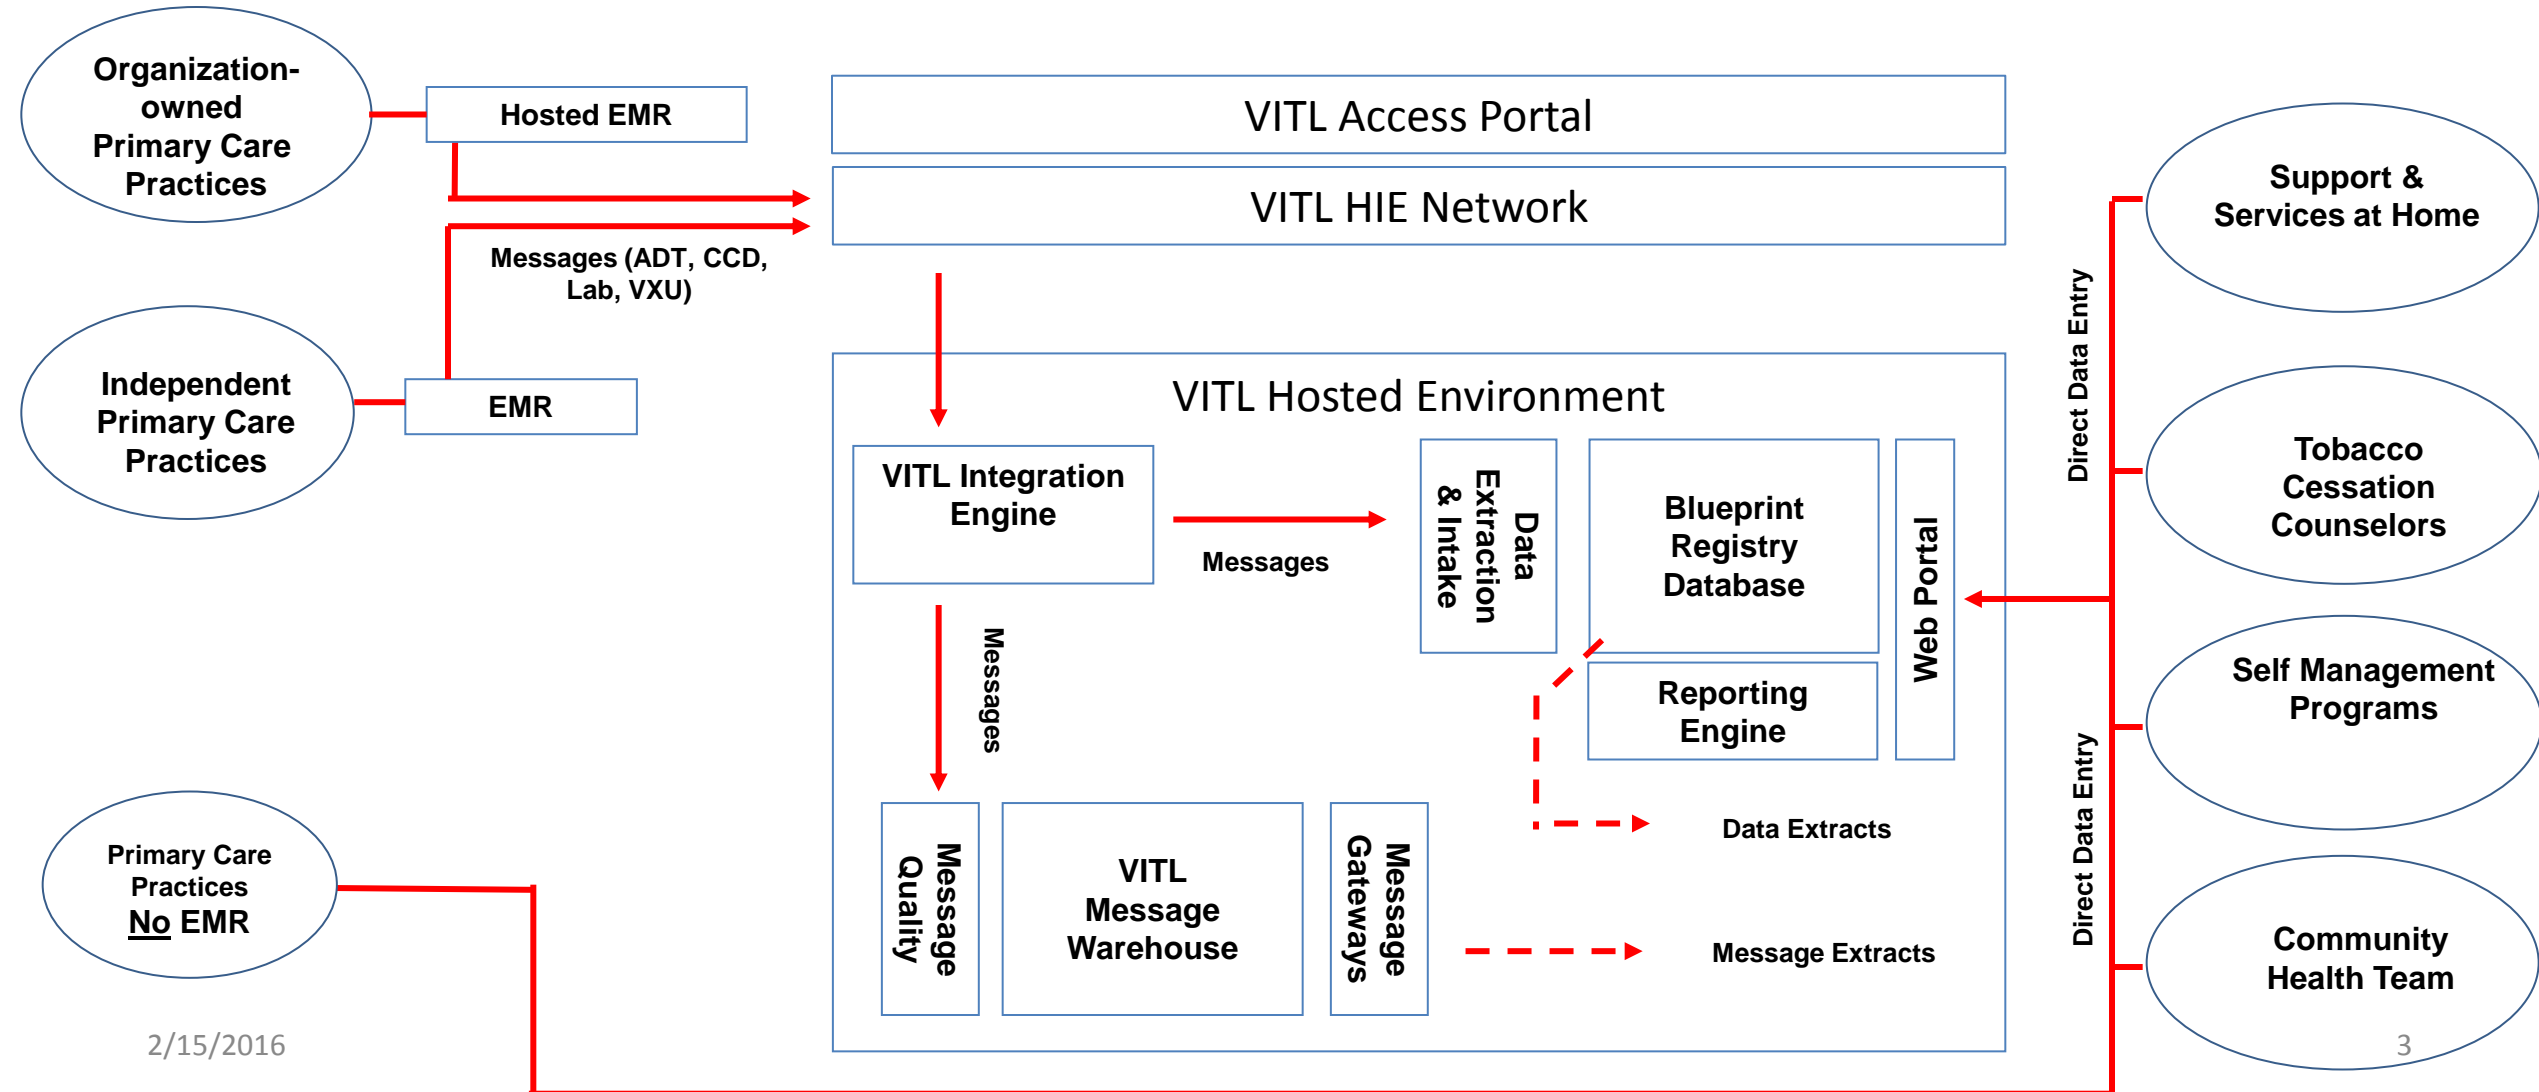 Organization-
owned
Primary Care
Practices
Hosted EMR
VITL Access Portal
VITL HIE Network
Messages (ADT, CCD,
Lab, VXU)
Independent
Primary Care
Practices
EMR
VITL Hosted Environment
VITL Integration
Engine
Messages
Data
Extraction
& Intake
Blueprint
Registry
Database
Reporting
Engine
Web Portal
Messages
Message
Quality
VITL
Message
Warehouse
Message
Gateways
Data Extracts
Message Extracts
Primary Care
Practices
No EMR
Direct Data Entry
Direct Data Entry
Support &
Services at Home
Tobacco
Cessation
Counselors
Self Management
Programs
Community
Health Team
2/15/2016
3